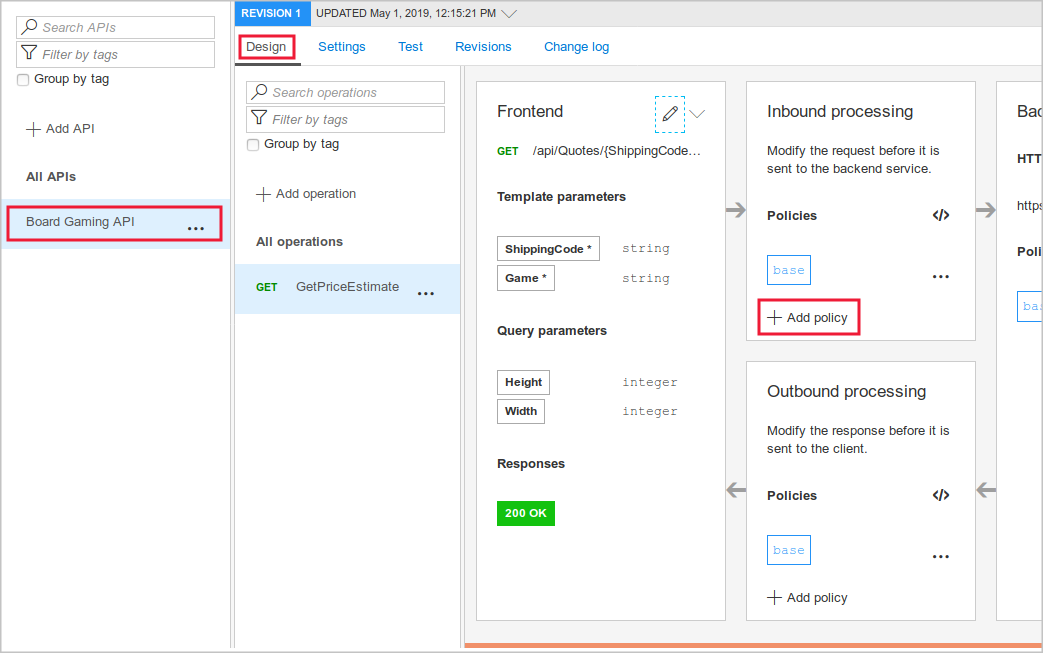 Search APIs
Filter by tags
Group by tag
Add API
All APIs
Board Gaming API
...
REVISION 1 UPDATED May 1, 2019, 12:15:21 PM
Design Settings Test Revisions Change log
Search operations
Filter by tags
Group by tag
Add operation
All operations
GET GetPriceEstimate ...
Frontend
GET /api/Quotes/{ShippingCode...
Template parameters
ShippingCode * string
Game * string
Query parameters
Height integer
Width integer
Responses
200 OK
Inbound processing
Modify the request before it is
sent to the backend service.
Policies </>
base ...
+ Add policy
Outbound processing
Modify the response before it is
sent to the client.
Policies </>
base ...
+ Add policy
Bac
HTT
https
Poli
bas